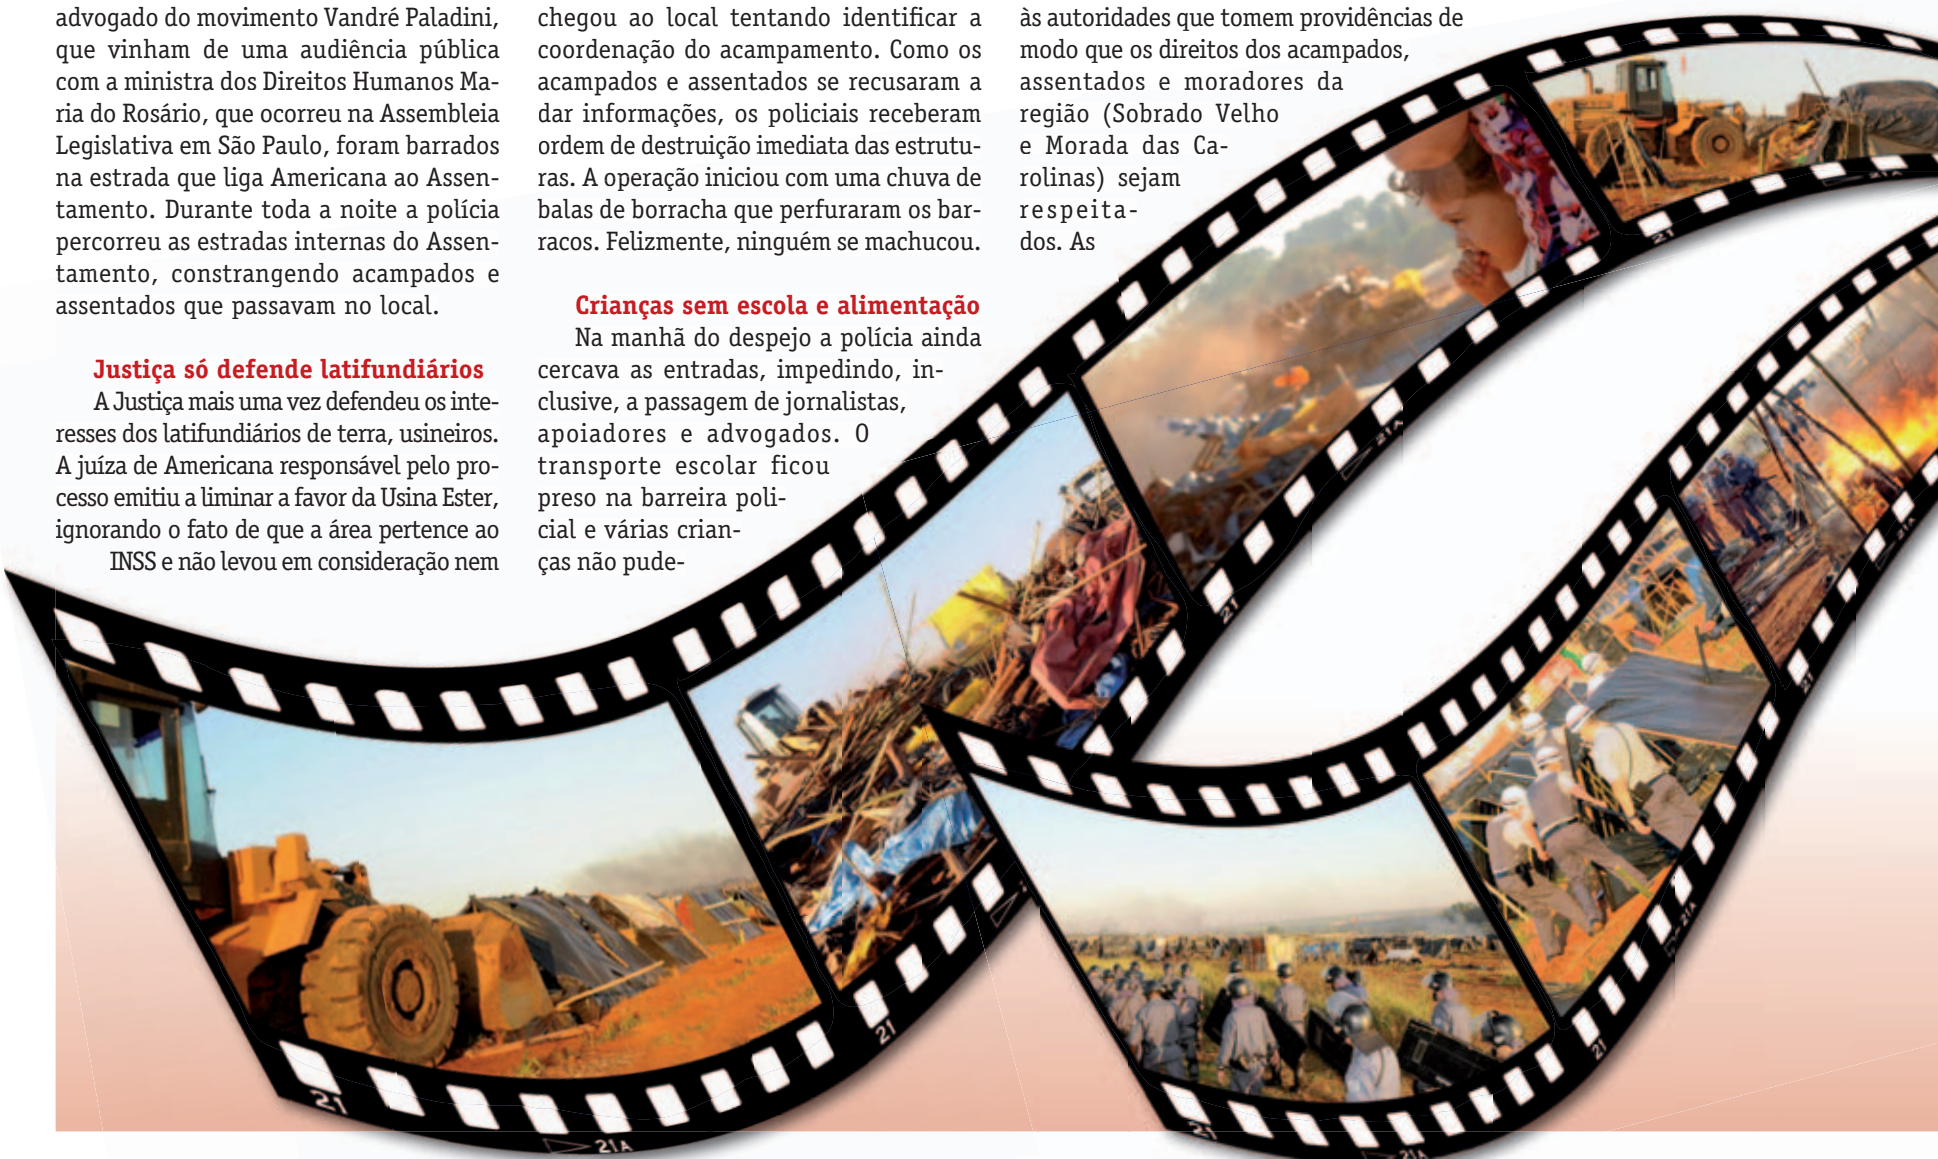 advogado do movimento Vandré Paladini,
que vinham de uma audiência pública
com a ministra dos Direitos Humanos Ma-
ria do Rosário, que ocorreu na Assembleia
Legislativa em São Paulo, foram barrados
na estrada que liga Americana ao Assen-
tamento. Durante toda a noite a polícia
percorreu as estradas internas do Assen-
tamento, constrangendo acampados e
assentados que passavam no local.
Justiça só defende latifundiários
A Justiça mais uma vez defendeu os inte-
resses dos latifundiários de terra, usineiros.
A juíza de Americana responsável pelo pro-
cesso emitiu a liminar a favor da Usina Ester,
ignorando o fato de que a área pertence ao
INSS e não levou em consideração nem
chegou ao local tentando identificar a
coordenação do acampamento. Como os
acampados e assentados se recusaram a
dar informações, os policiais receberam
ordem de destruição imediata das estrutu-
ras. A operação iniciou com uma chuva de
balas de borracha que perfuraram os bar-
racos. Felizmente, ninguém se machucou.
Crianças sem escola e alimentação
Na manhã do despejo a polícia ainda
cercava as entradas, impedindo, in-
clusive, a passagem de jornalistas,
apoiadores e advogados. O
transporte escolar ficou
preso na barreira poli-
cial e várias crian-
ças não pude-
às autoridades que tomem providências de
modo que os direitos dos acampados,
assentados e moradores da
região (Sobrado Velho
e Morada das Ca-
rolinas) sejam
respeita-
dos. As
21
21A
21
21
21A
21
21A
21
21A
21
21A
21
21A